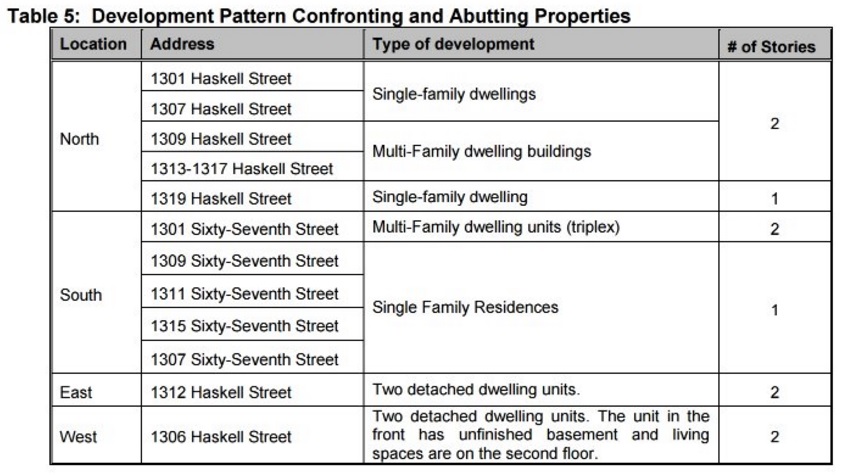 Table 5: Development Pattern Confronting and Abutting Properties
Location Address Type of development # of Stories
North
1301 Haskell Street
1307 Haskell Street
Single-family dwellings
2
1309 Haskell Street
1313-1317 Haskell Street
Multi-Family dwelling buildings
1319 Haskell Street Single-family dwelling 1
South
1301 Sixty-Seventh Street Multi-Family dwelling units (triplex) 2
1309 Sixty-Seventh Street
1311 Sixty-Seventh Street
1315 Sixty-Seventh Street
1307 Sixty-Seventh Street
Single Family Residences
1
East 1312 Haskell Street Two detached dwelling units. 2
West 1306 Haskell Street
Two detached dwelling units. The unit in the
front has unfinished basement and living
spaces are on the second floor.
2